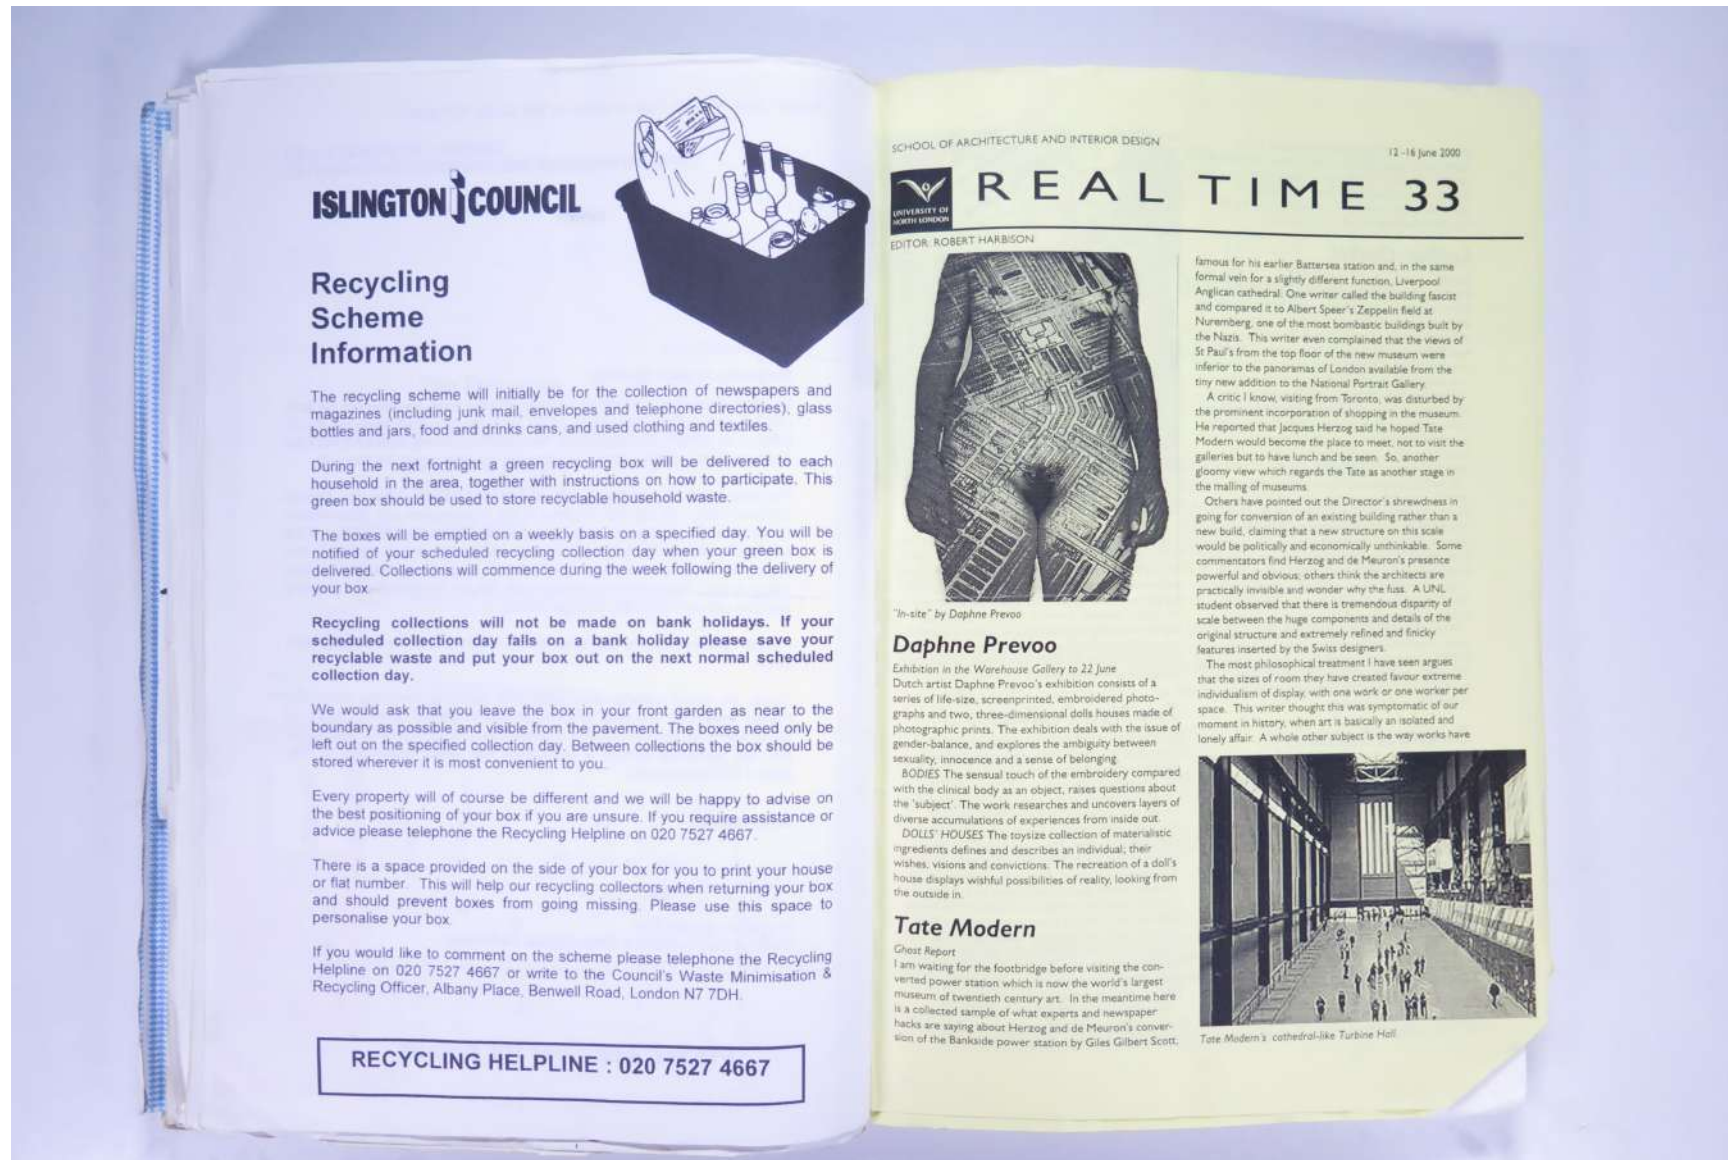 ISLINGTON COUNCIL
Recycling
Scheme
Information
The recycling scheme will initially be for the collection of newspapers and
magazines (including junk mail, envelopes and telephone directories), glass
bottles and jars, food and drinks cans, and used clothing and textiles.
During the next fortnight a green recycling box will be delivered to each
household in the area, together with instructions on how to participate. This
green box should be used to store recyclable household waste.
The boxes will be emptied on a weekly basis on a specified day. You will be
notified of your scheduled recycling collection day when your green box is
delivered. Collections will commence during the week following the delivery of
your box
Recycling collections will not be made on bank holidays. If your
scheduled collection day falls on a bank holiday please save your
recyclable waste and put your box out on the next normal scheduled
collection day.
We would ask that you leave the box in your front garden as near to the
boundary as possible and visible from the pavement. The boxes need only be
left out on the specified collection day. Between collections the box should be
stored wherever it is most convenient to you.
Every property will of course be different and we will be happy to advise on
the best positioning of your box if you are unsure. If you require assistance or
advice please telephone the Recycling Helpline on 020 7527 4667.
There is a space provided on the side of your box for you to print your house
or flat number. This will help our recycling collectors when returning your box
and should prevent boxes from going missing. Please use this space to
personalise your box
If you would like to comment on the scheme please telephone the Recycling
Helpline on 020 7527 4667 or write to the Council's Waste Minimisation &
Recycling Officer, Albany Place, Benwell Road, London N7 7DH.
RECYCLING HELPLINE : 020 7527 4667
SCHOOL OF ARCHITECTURE AND INTERIOR DESIGN
12 -16 June 2000
UNIVERSITY OF
NORTH LONDON
REAL TIME 33
EDITOR: ROBERT HARBISON
"In-site" by Daphne Prevoo
Daphne Prevoo
Exhibition in the Warehouse Gallery to 22 June
Dutch artist Daphne Prevoo's exhibition consists of a
series of life-size, screenprinted, embroidered photo-
graphs and two, three-dimensional dolls houses made of
photographic prints. The exhibition deals with the issue of
gender-balance, and explores the ambiguity between
sexuality, innocence and a sense of belonging
BODIES The sensual touch of the embroidery compared
with the clinical body as an object, raises questions about
the 'subject'. The work researches and uncovers layers of
diverse accumulations of experiences from inside out.
DOLLS' HOUSES The toysize collection of materialistic
ingredients defines and describes an individual; their
wishes, visions and convictions. The recreation of a doll's
house displays wishful possibilities of reality, looking from
the outside in.
Tate Modern
Ghost Report
I am waiting for the footbridge before visiting the con-
verted power station which is now the world's largest
museum of twentieth century art. In the meantime here
is a collected sample of what experts and newspaper
hacks are saying about Herzog and de Meuron's conver-
sion of the Bankside power station by Giles Gilbert Scott,
famous for his earlier Battersea station and, in the same
formal vein for a slightly different function, Liverpool
Anglican cathedral. One writer called the building fascist
and compared it to Albert Speer's Zeppelin field at
Nuremberg, one of the most bombastic buildings built by
the Nazis. This writer even complained that the views of
St Paul's from the top floor of the new museum were
inferior to the panoramas of London available from the
tiny new addition to the National Portrait Gallery.
A critic I know, visiting from Toronto, was disturbed by
the prominent incorporation of shopping in the museum.
He reported that Jacques Herzog said he hoped Tate
Modern would become the place to meet, not to visit the
galleries but to have lunch and be seen. So, another
gloomy view which regards the Tate as another stage in
the malling of museums.
Others have pointed out the Director's shrewdness in
going for conversion of an existing building rather than a
new build, claiming that a new structure on this scale
would be politically and economically unthinkable. Some
commentators find Herzog and de Meuron's presence
powerful and obvious; others think the architects are
practically invisible and wonder why the fuss. A UNL
student observed that there is tremendous disparity of
scale between the huge components and details of the
original structure and extremely refined and finicky
features inserted by the Swiss designers.
The most philosophical treatment I have seen argues
that the sizes of room they have created favour extreme
individualism of display, with one work or one worker per
space. This writer thought this was symptomatic of our
moment in history, when art is basically an isolated and
lonely affair. A whole other subject is the way works have
Tate Modern's cathedral-like Turbine Hall